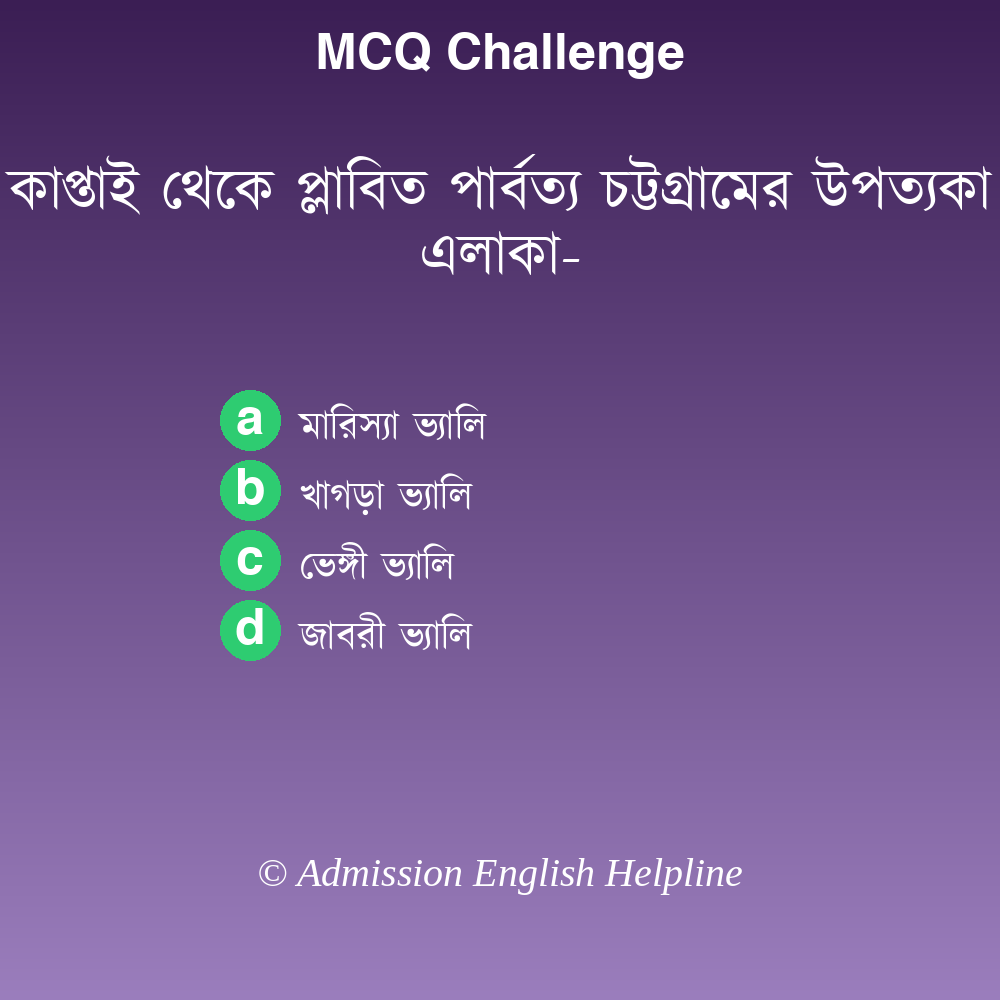 MCQ Challenge
কাপ্তাই থেকে প্লাবিত পার্বত্য চট্টগ্রামের উপত্যকা
এলাকা-
a মারিস্যা ভ্যালি
b খাগড়া ভ্যালি
c ভেঙ্গী ভ্যালি
d জাবরী ভ্যালি
© Admission English Helpline